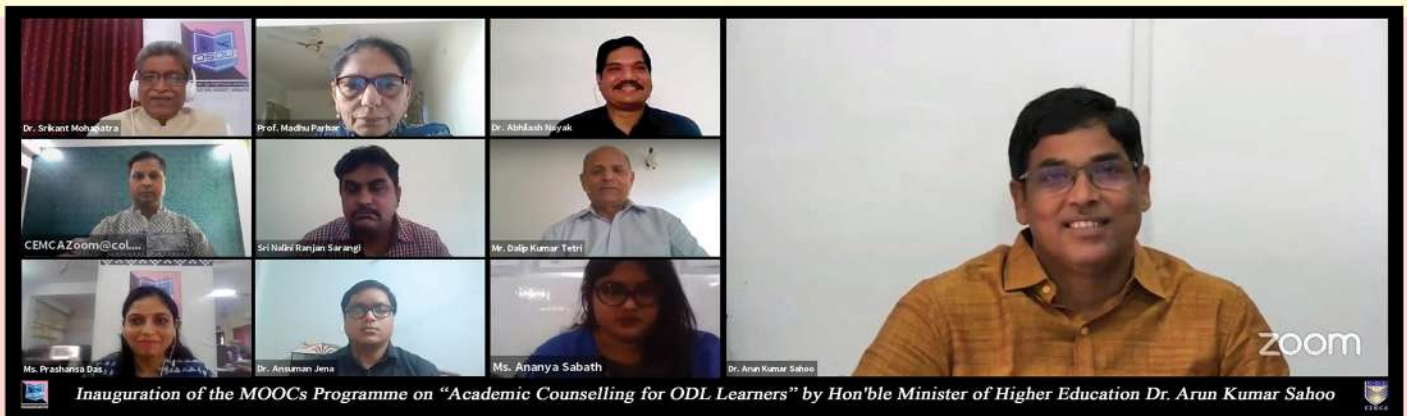 OSOU
Dr. Srikant Mohapatra
Prof. Madhu Parhar
Dr. Abhilash Nayak
CEMCAZoom@col....
Sri Nalini Ranjan Sarangi
Mr. Dalip Kumar Tetri
Ms. Prashansa Das
Dr. Ansuman Jena
Ms. Ananya Sabath
Dr. Arun Kumar Sahoo
zoom
Inauguration of the MOOCs Programme on “Academic Counselling for ODL Learners” by Hon'ble Minister of Higher Education Dr. Arun Kumar Sahoo
CEMCA